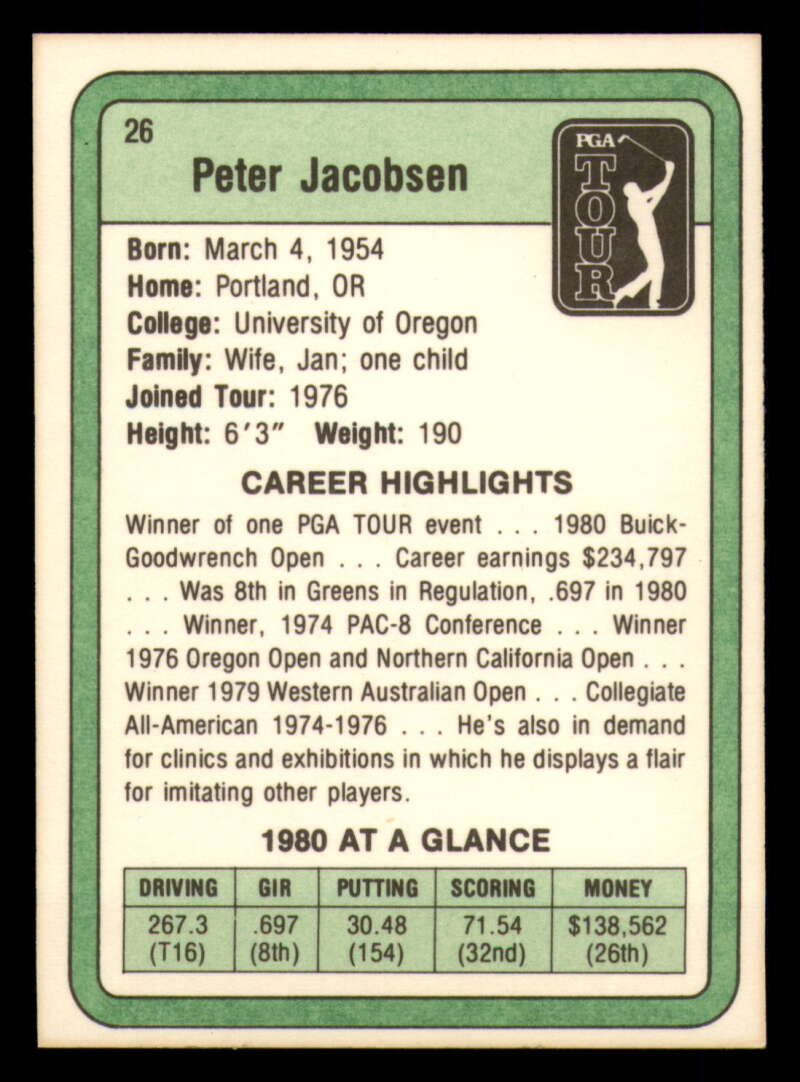 26
Peter Jacobsen
PGA
TOUR
Born: March 4, 1954
Home: Portland, OR
College: University of Oregon
Family: Wife, Jan; one child
Joined Tour: 1976
Height: 6'3" Weight: 190
CAREER HIGHLIGHTS
Winner of one PGA TOUR event . . . 1980 Buick-
Goodwrench Open . . . Career earnings $234,797
. . . Was 8th in Greens in Regulation, .697 in 1980
. . . Winner, 1974 PAC-8 Conference . . . Winner
1976 Oregon Open and Northern California Open . . .
Winner 1979 Western Australian Open . . . Collegiate
All-American 1974-1976 . . . He's also in demand
for clinics and exhibitions in which he displays a flair
for imitating other players.
1980 AT A GLANCE
DRIVING GIR PUTTING SCORING MONEY
267.3 .697 30.48 71.54 $138,562
(T16) (8th) (154) (32nd) (26th)